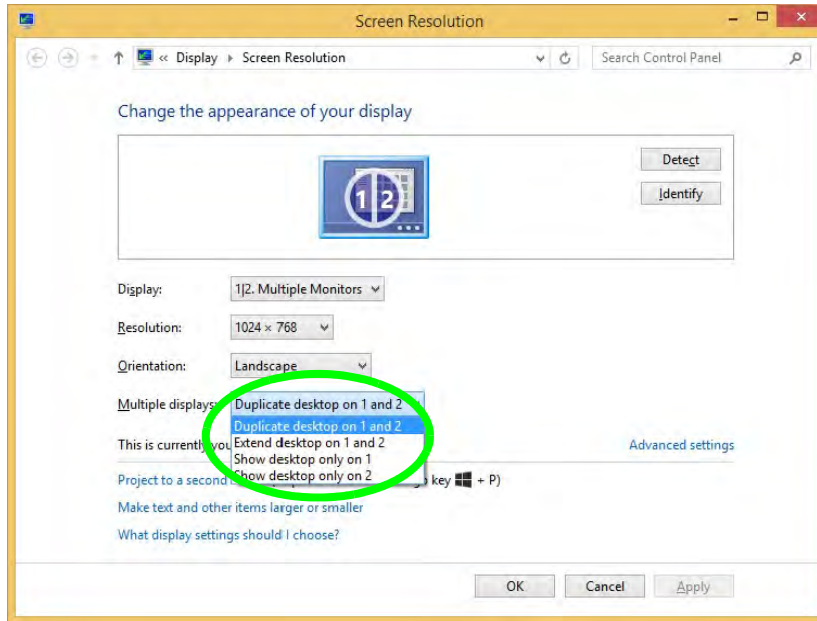 Screen Resolution
« Display ▸ Screen Resolution
Search Control Panel
Change the appearance of your display
1 2
Detect
Identify
Display: 1|2. Multiple Monitors
Resolution: 1024 × 768
Orientation: Landscape
Multiple displays: Duplicate desktop on 1 and 2
Duplicate desktop on 1 and 2
This is currently you
Extend desktop on 1 and 2
Advanced settings
Show desktop only on 1
Show desktop only on 2
Project to a second key + P)
Make text and other items larger or smaller
What display settings should I choose?
OK Cancel Apply